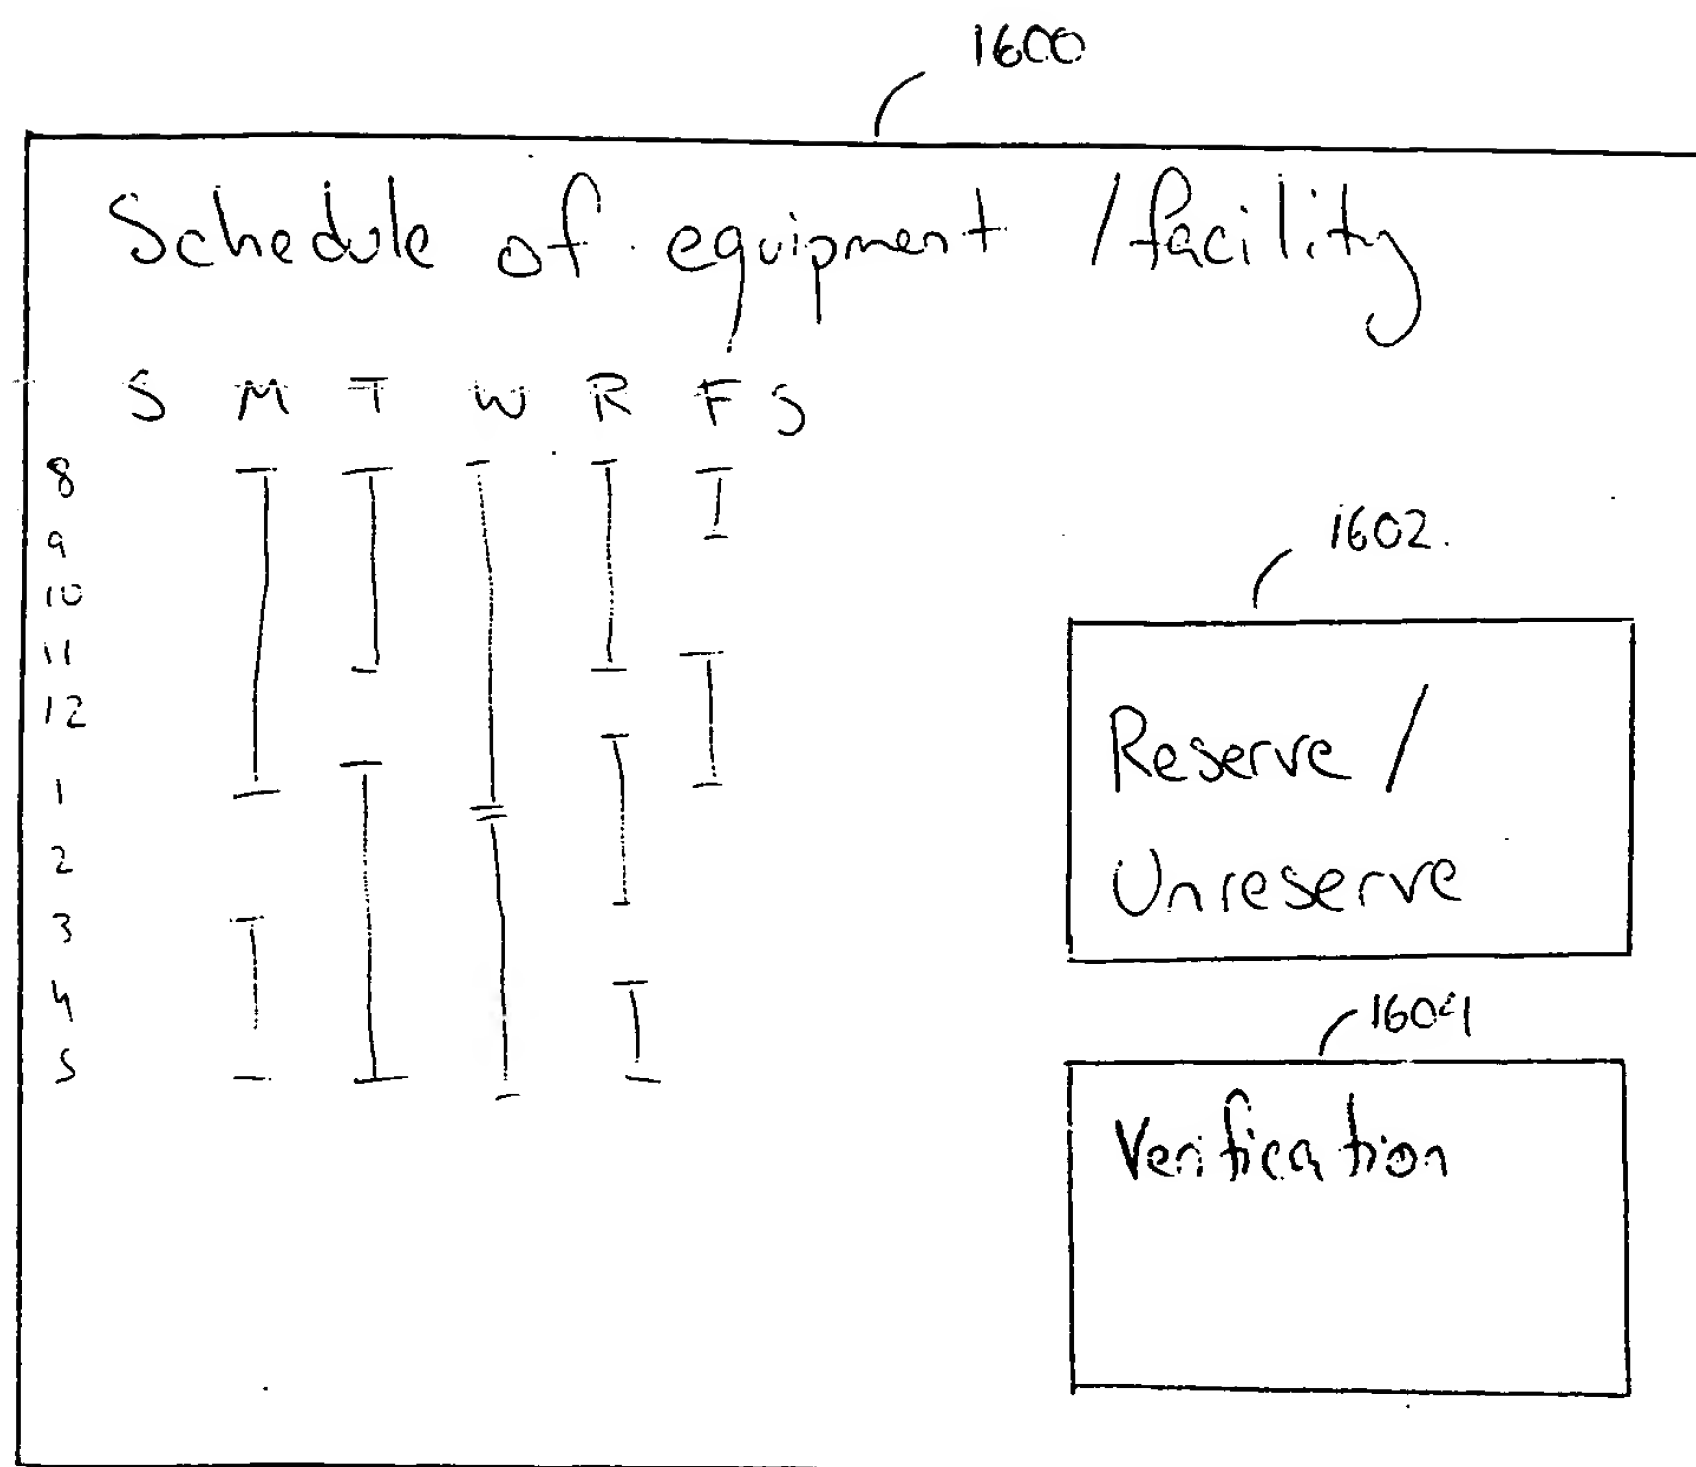 1600
Schedule of equipment /facility
S M T W R F S
8
9
10
11
12
1
2
3
4
5
1602.
Reserve /
Unreserve
1604
Verification